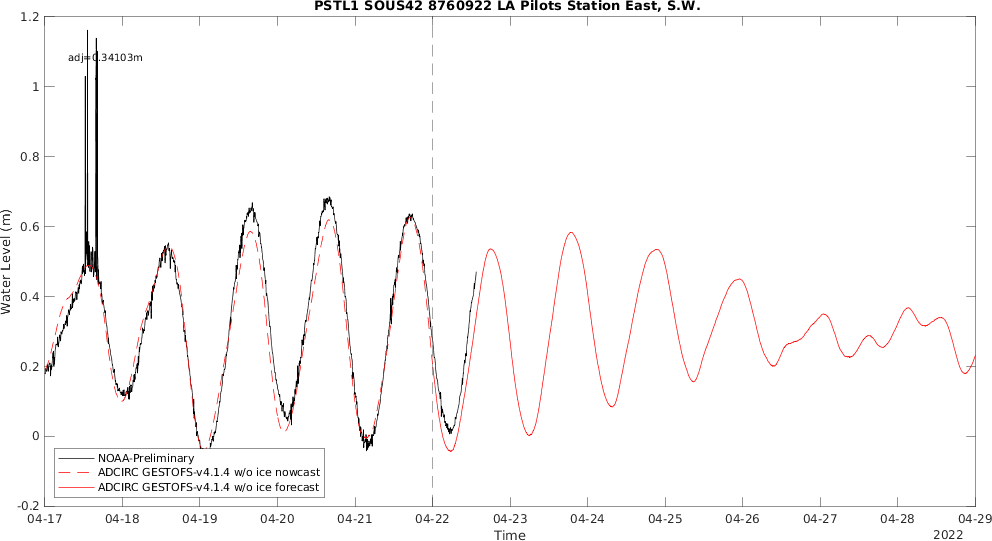 PSTL1 SOUS42 8760922 LA Pilots Station East, S.W.
1.2
1
0.8
0.6
0.4
0.2
0
-0.2
Water Level (m)
adj=0.34103m
NOAA-Preliminary
ADCIRC GESTOFS-v4.1.4 w/o ice nowcast
ADCIRC GESTOFS-v4.1.4 w/o ice forecast
04-17 04-18 04-19 04-20 04-21 04-22 04-23 04-24 04-25 04-26 04-27 04-28 04-29
Time
2022